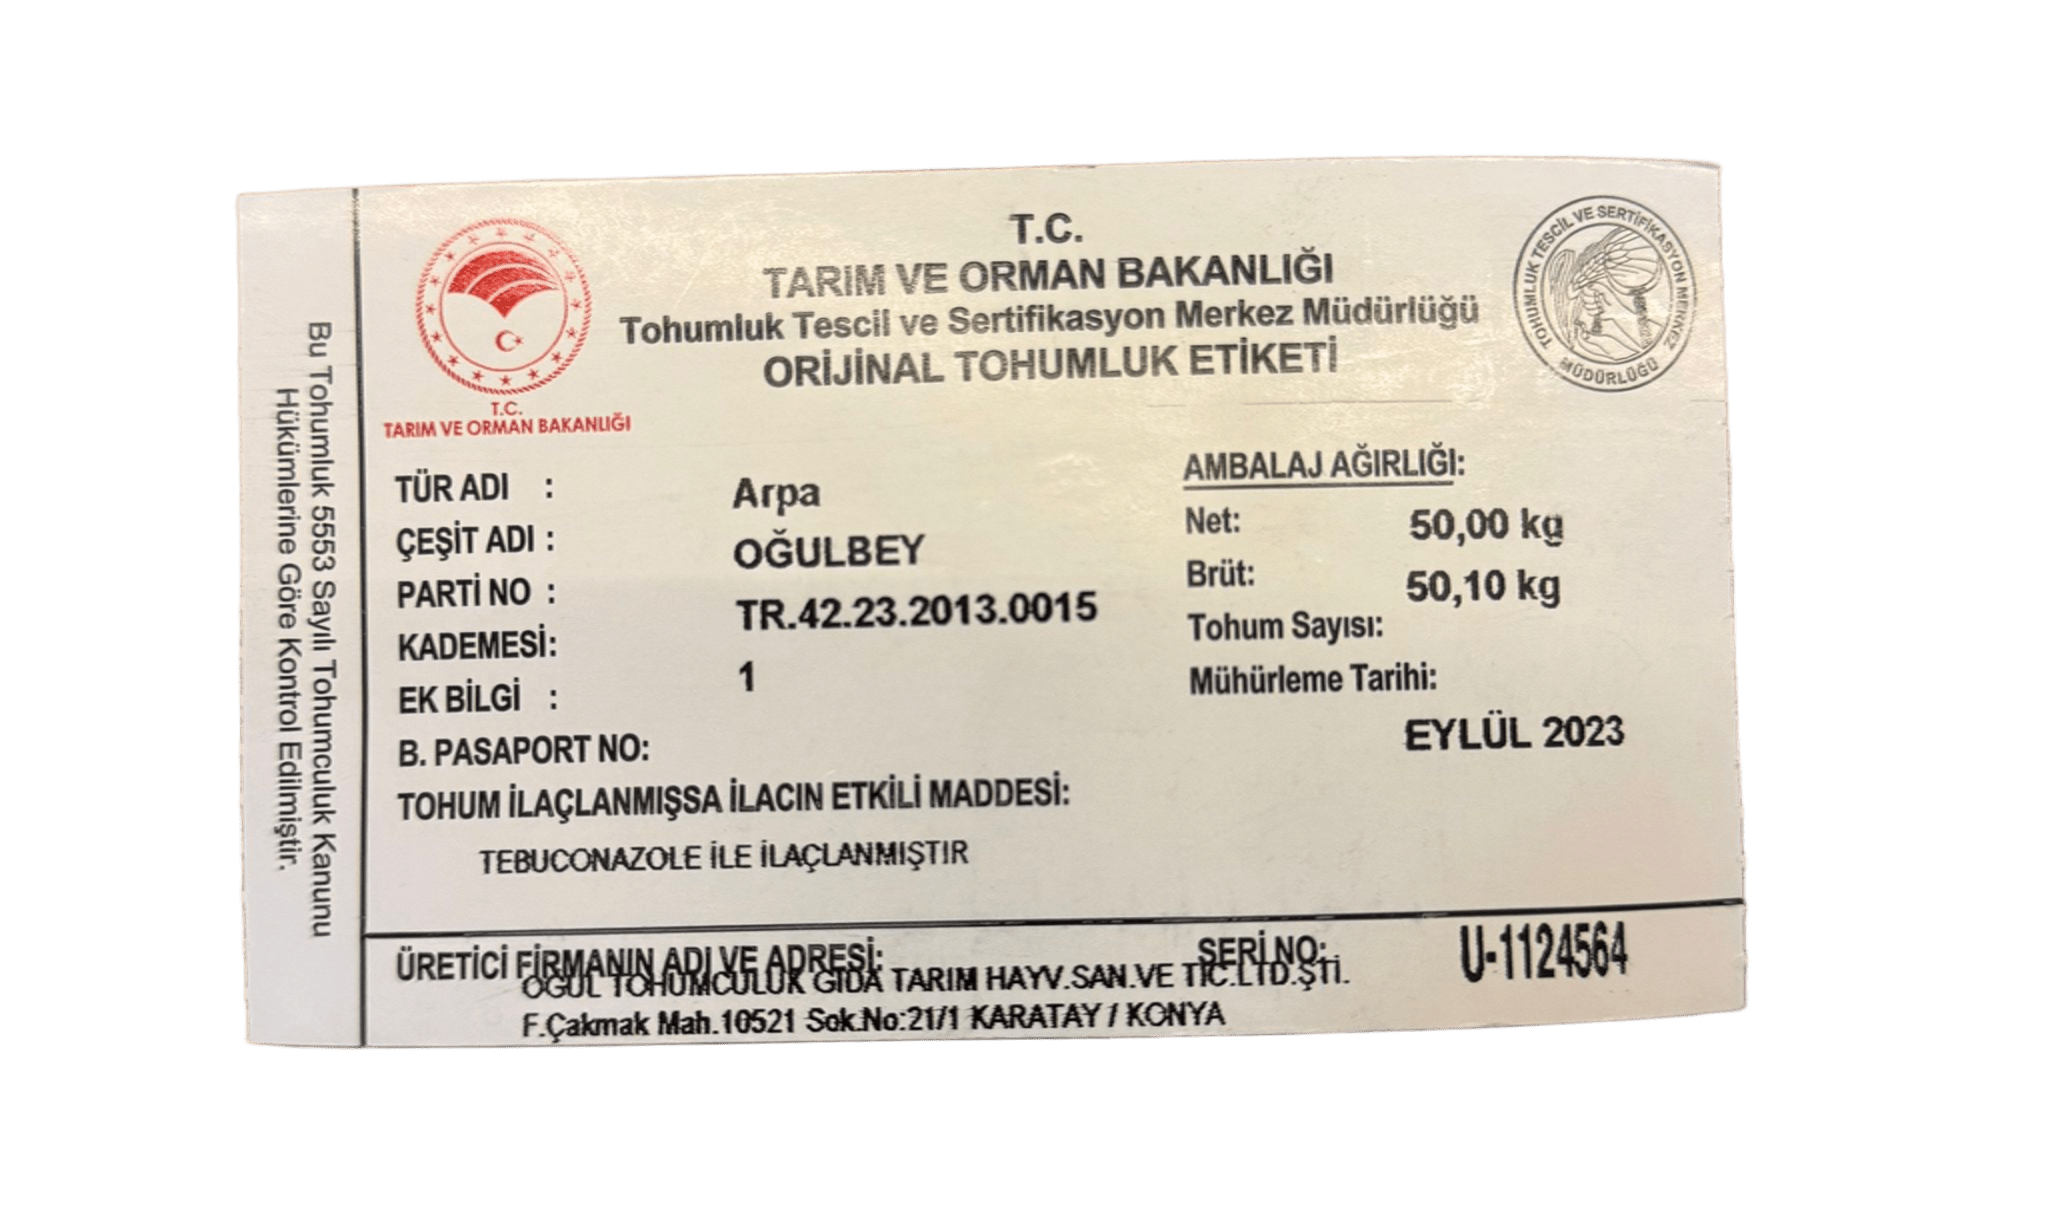 T.C.
TARIM VE ORMAN BAKANLIĞI
Tohumluk Tescil ve Sertifikasyon Merkez Müdürlüğü
ORİJİNAL TOHUMLUK ETİKETİ
T.C.
TARIM VE ORMAN BAKANLIĞI
TOHUMLUK TESCİL VE SERTİFİKASYON MERKEZ
MÜDÜRLÜĞÜ
Bu Tohumluk 5553 Sayılı Tohumculuk Kanunu
Hükümlerine Göre Kontrol Edilmiştir.
TÜR ADI : Arpa
ÇEŞİT ADI : OĞULBEY
PARTİ NO : TR.42.23.2013.0015
KADEMESİ: 1
EK BİLGİ :
B. PASAPORT NO:
TOHUM İLAÇLANMIŞSA İLACIN ETKİLİ MADDESİ:
TEBUCONAZOLE İLE İLAÇLANMIŞTIR
AMBALAJ AĞIRLIĞI:
Net: 50,00 kg
Brüt: 50,10 kg
Tohum Sayısı:
Mühürleme Tarihi:
EYLÜL 2023
ÜRETİCİ FİRMANIN ADI VE ADRESİ:
SERİ NO: U-1124564
OĞUL TOHUMCULUK GIDA TARIM HAYV.SAN.VE TİC.LTD.ŞTİ.
F.Çakmak Mah.10521 Sok.No:21/1 KARATAY / KONYA